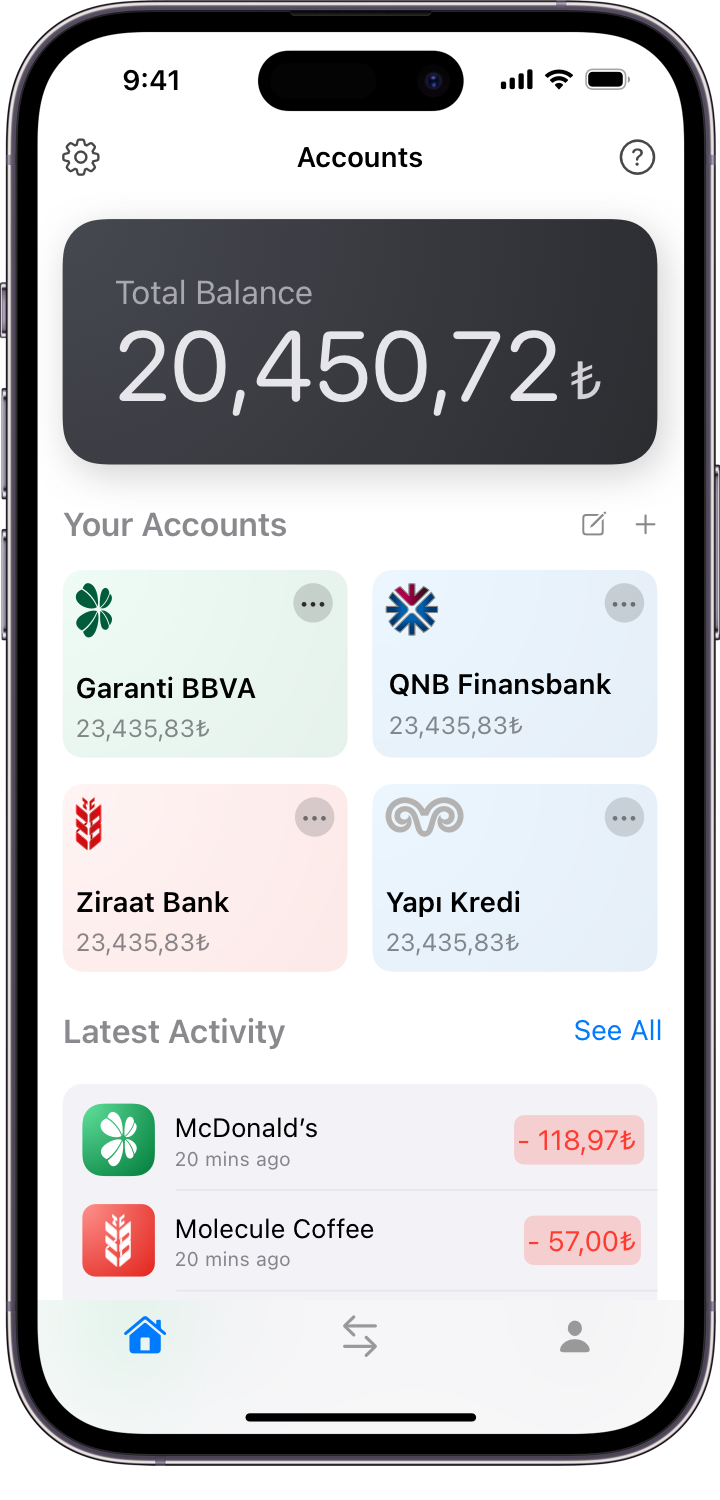 9:41
Accounts
?
Total Balance
20,450,72₺
Your Accounts
Garanti BBVA
23,435,83₺
QNB Finansbank
23,435,83₺
Ziraat Bank
23,435,83₺
Yapı Kredi
23,435,83₺
Latest Activity
See All
McDonald’s
- 118,97₺
20 mins ago
Molecule Coffee
- 57,00₺
20 mins ago